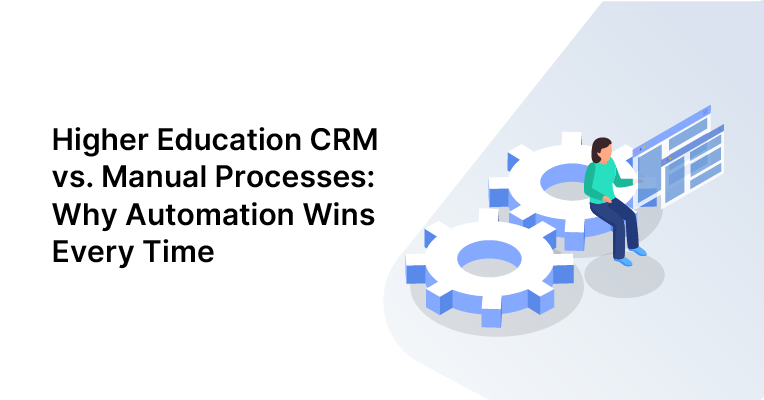 Higher Education CRM
vs. Manual Processes:
Why Automation Wins
Every Time